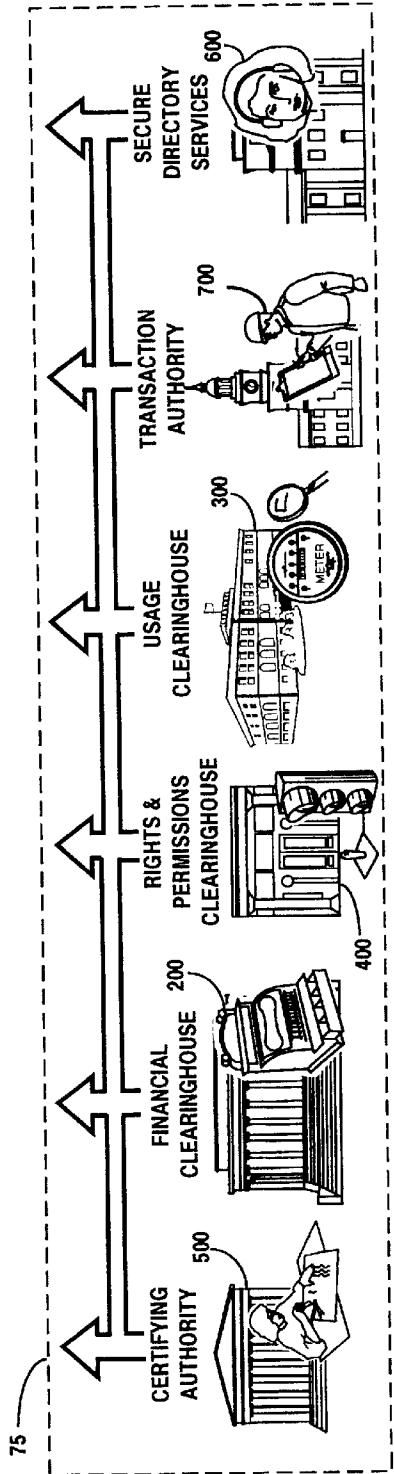 75
CERTIFYING
AUTHORITY
500
FINANCIAL
CLEARINGHOUSE
200
RIGHTS &
PERMISSIONS
CLEARINGHOUSE
400
USAGE
CLEARINGHOUSE
300
METER
TRANSACTION
AUTHORITY
700
SECURE
DIRECTORY
SERVICES
600